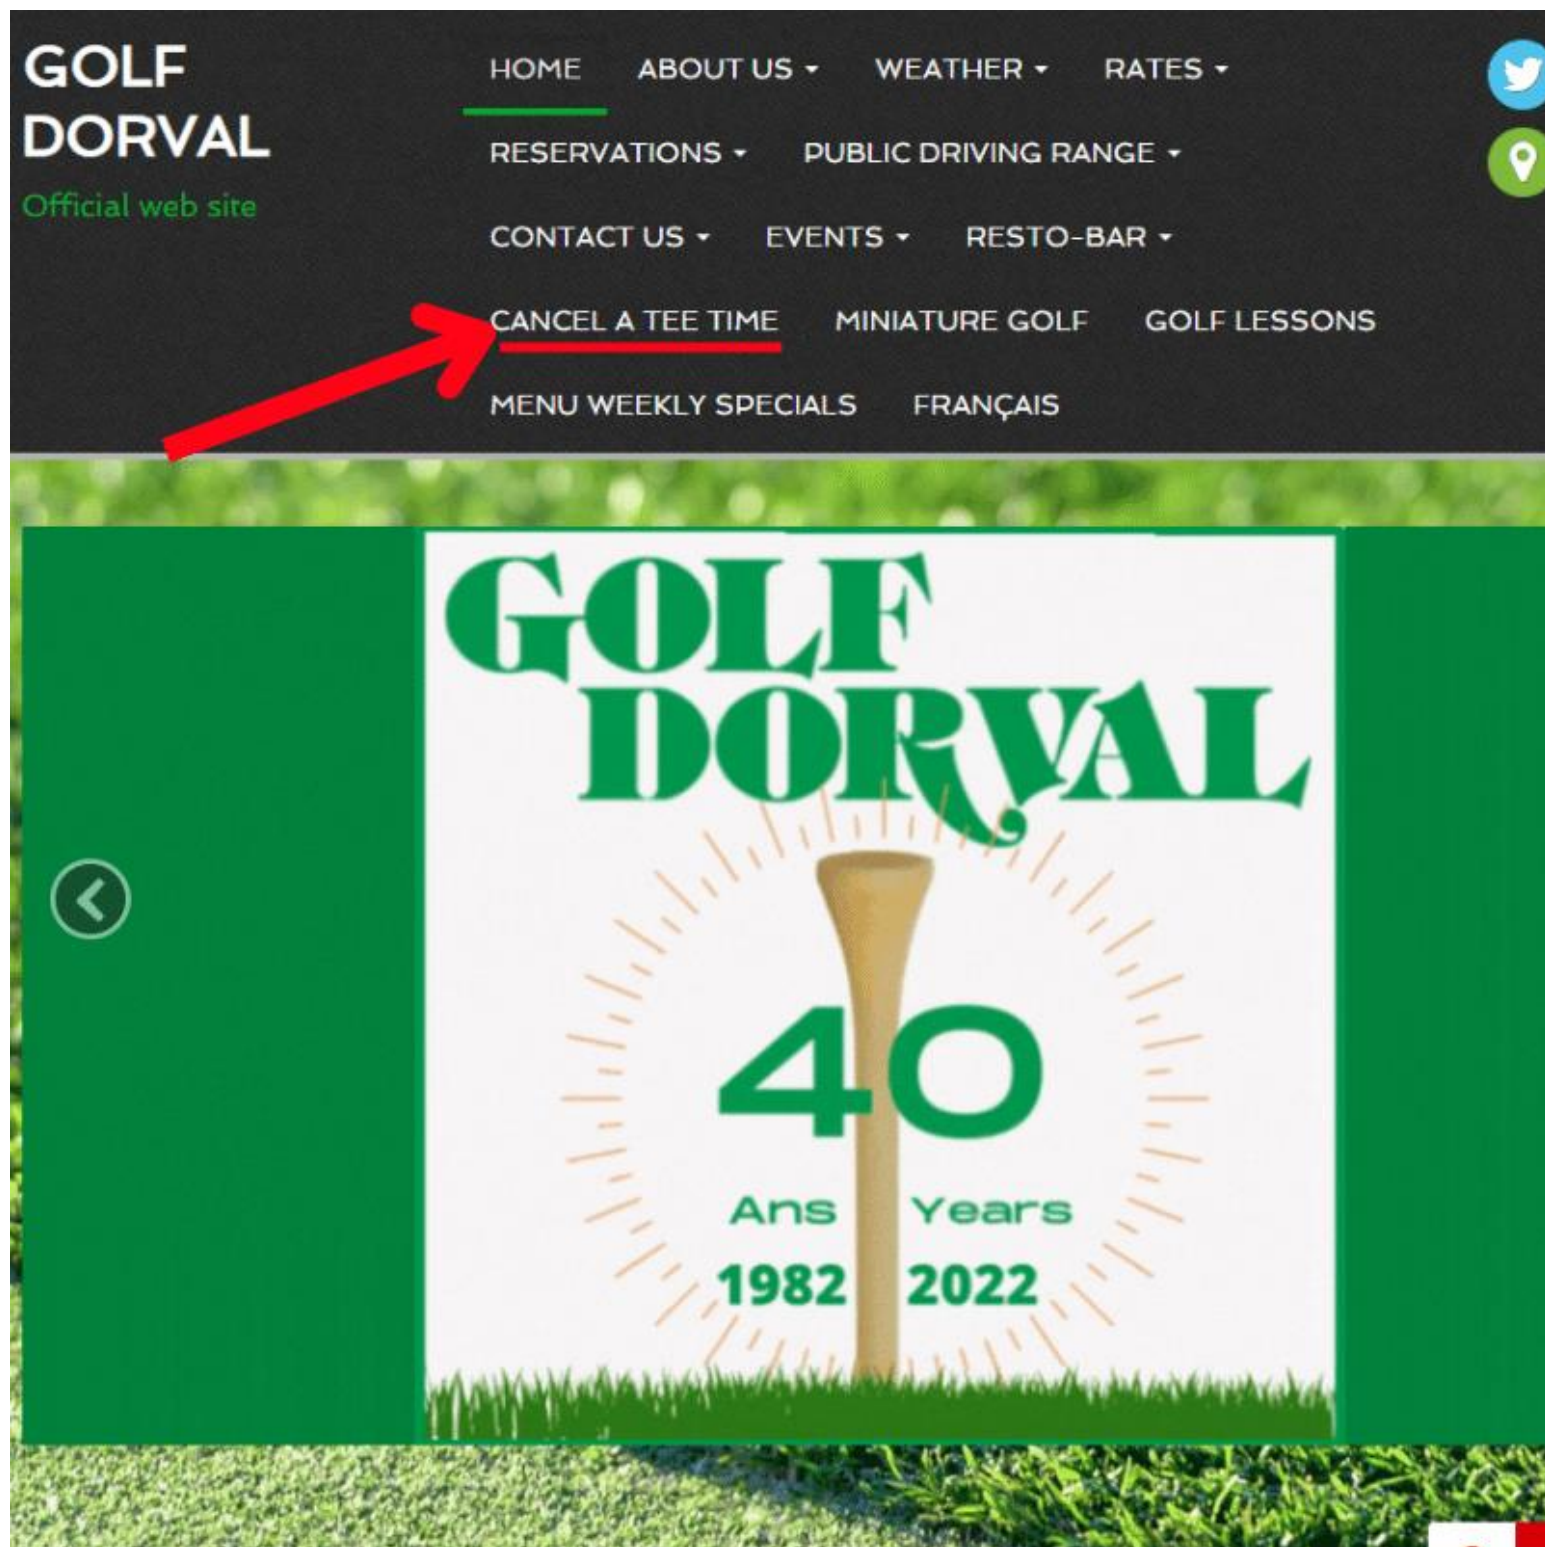 GOLF
DORVAL
Official web site
HOME ABOUT US WEATHER RATES
RESERVATIONS PUBLIC DRIVING RANGE
CONTACT US EVENTS RESTO-BAR
CANCEL A TEE TIME MINIATURE GOLF GOLF LESSONS
MENU WEEKLY SPECIALS FRANÇAIS
GOLF
DORVAL
40
Ans Years
1982 2022